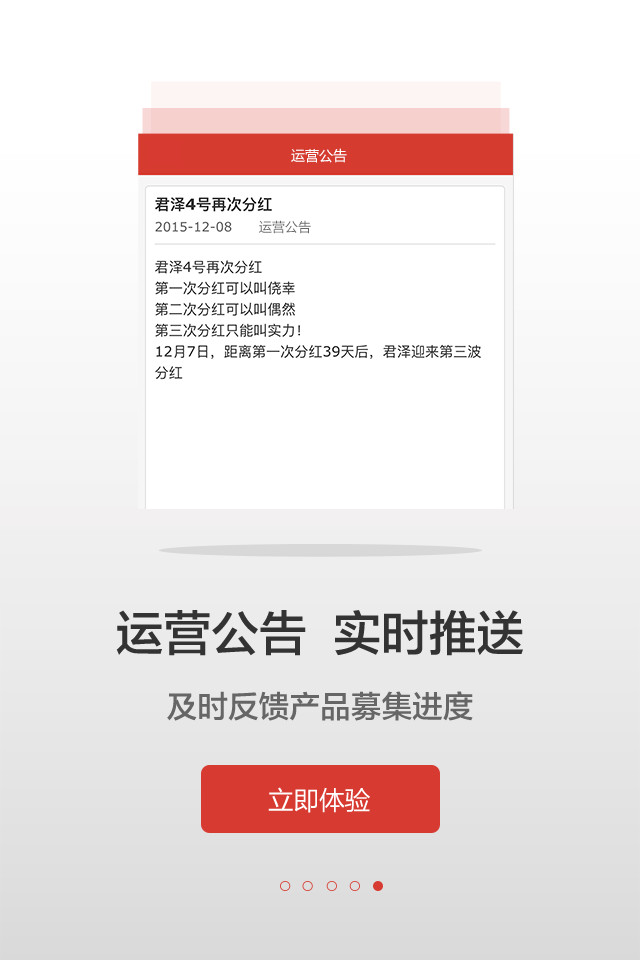 运营公告
君泽4号再次分红
2015-12-08 运营公告
君泽4号再次分红
第一次分红可以叫侥幸
第二次分红可以叫偶然
第三次分红只能叫实力！
12月7日，距离第一次分红39天后，君泽迎来第三波
分红
运营公告 实时推送
及时反馈产品募集进度
立即体验